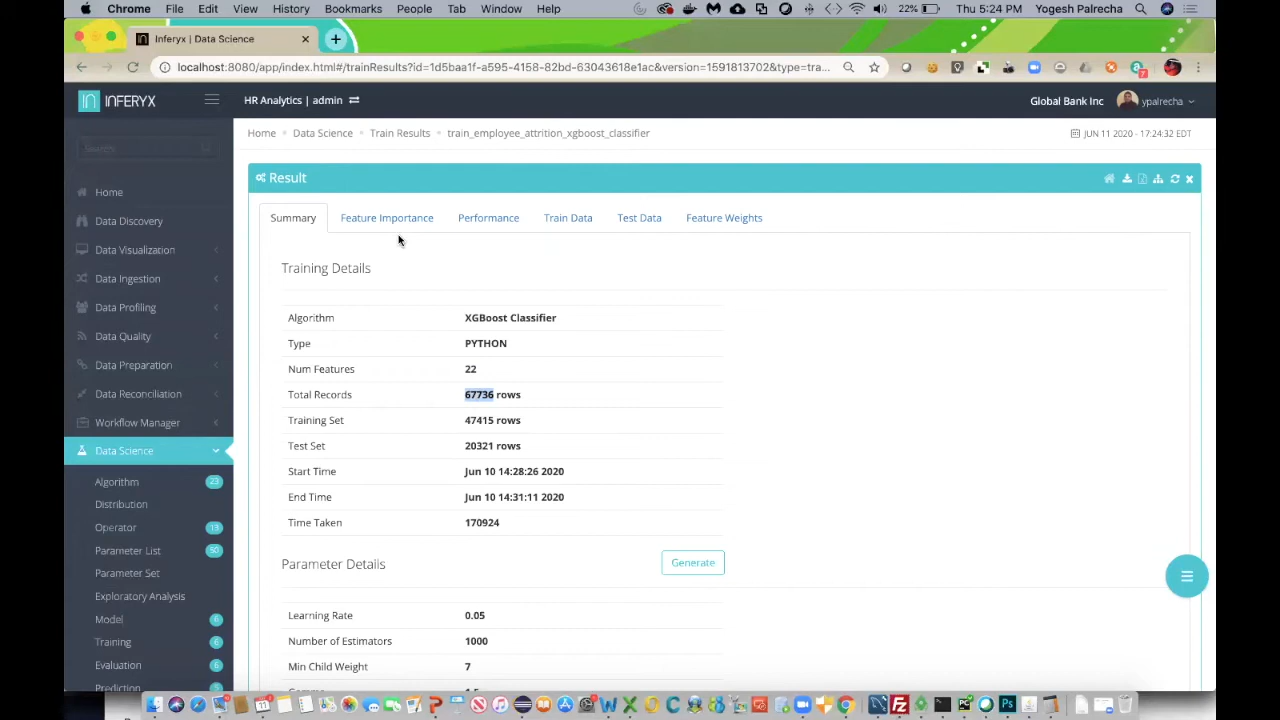 Chrome File Edit View History Bookmarks People Tab Window Help 22% Thu 5:24 PM Yogesh Palrecha
Inferyx | Data Science
localhost:8080/app/index.html#/trainResults?id=1d5baa1f-a595-4158-82bd-63043618e1ac&version=1591813702&type=tra...
INFERYX HR Analytics | admin Global Bank Inc ypalrecha
Search Home Data Science Train Results train_employee_attrition_xgboost_classifier JUN 11 2020 - 17:24:32 EDT
Result
Summary Feature Importance Performance Train Data Test Data Feature Weights
Home
Data Discovery
Data Visualization
Data Ingestion
Data Profiling
Data Quality
Data Preparation
Data Reconciliation
Workflow Manager
Data Science
Algorithm 23
Distribution
Operator 13
Parameter List 50
Parameter Set
Exploratory Analysis
Model 6
Training 6
Evaluation 6
Prediction 5
Training Details
Algorithm XGBoost Classifier
Type PYTHON
Num Features 22
Total Records 67736 rows
Training Set 47415 rows
Test Set 20321 rows
Start Time Jun 10 14:28:26 2020
End Time Jun 10 14:31:11 2020
Time Taken 170924
Parameter Details Generate
Learning Rate 0.05
Number of Estimators 1000
Min Child Weight 7